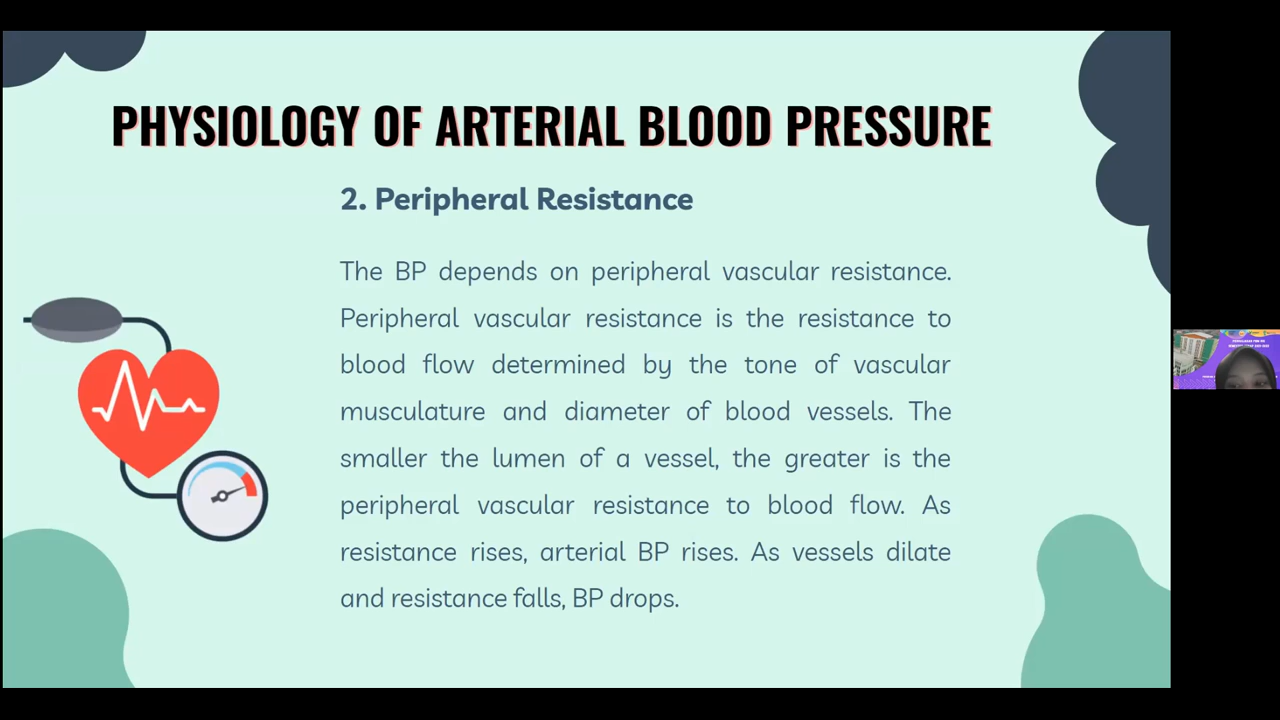 PHYSIOLOGY OF ARTERIAL BLOOD PRESSURE
2. Peripheral Resistance
The BP depends on peripheral vascular resistance.
Peripheral vascular resistance is the resistance to
blood flow determined by the tone of vascular
musculature and diameter of blood vessels. The
smaller the lumen of a vessel, the greater is the
peripheral vascular resistance to blood flow. As
resistance rises, arterial BP rises. As vessels dilate
and resistance falls, BP drops.